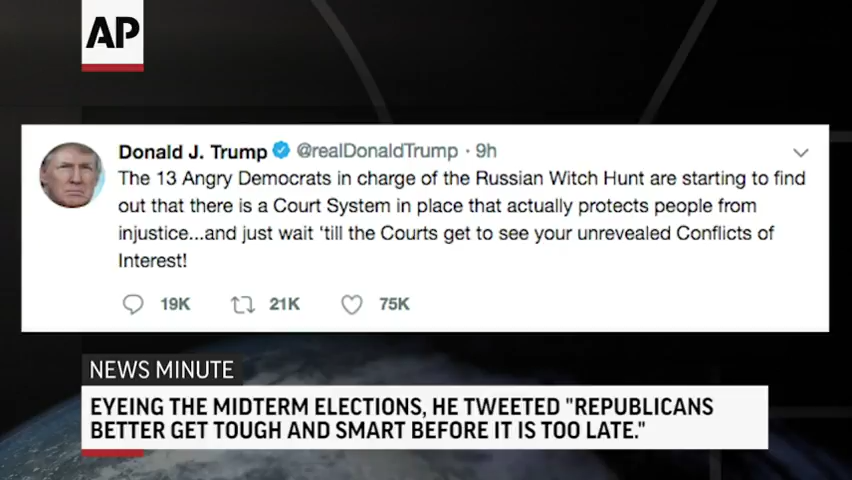 AP
Donald J. Trump @realDonaldTrump · 9h
The 13 Angry Democrats in charge of the Russian Witch Hunt are starting to find
out that there is a Court System in place that actually protects people from
injustice...and just wait ‘till the Courts get to see your unrevealed Conflicts of
Interest!
19K 21K 75K
NEWS MINUTE
EYEING THE MIDTERM ELECTIONS, HE TWEETED "REPUBLICANS
BETTER GET TOUGH AND SMART BEFORE IT IS TOO LATE."